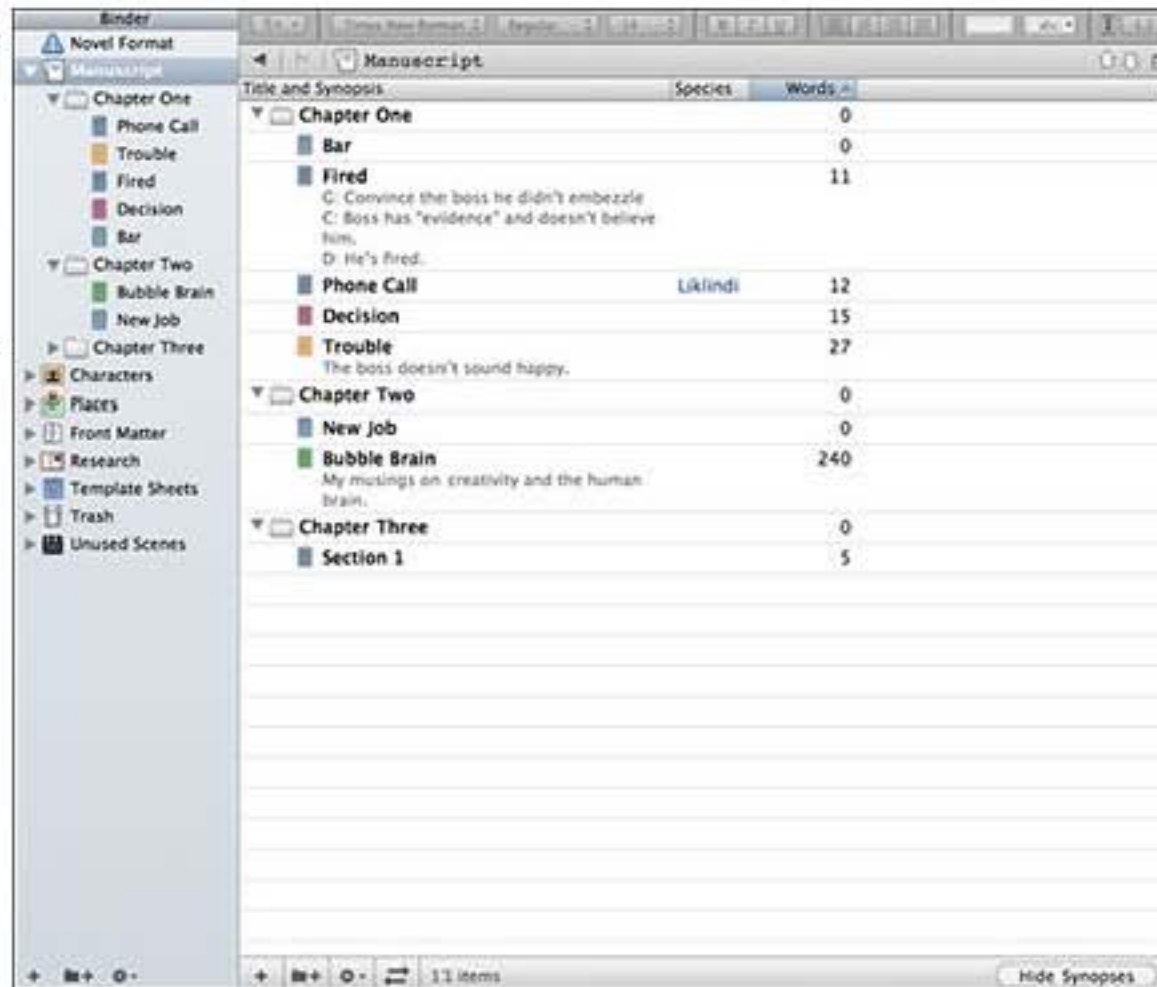 Binder
Novel Format
Manuscript
Chapter One
Phone Call
Trouble
Fired
Decision
Bar
Chapter Two
Bubble Brain
New Job
Chapter Three
Characters
Places
Front Matter
Research
Template Sheets
Trash
Unused Scenes
Times New Roman Regular
B I U
Manuscript
Title and Synopsis Species Words
Chapter One 0
Bar 0
Fired 11
G: Convince the boss he didn't embezzle
C: Boss has "evidence" and doesn't believe
him.
D: He's fired.
Phone Call Liklindi 12
Decision 15
Trouble 27
The boss doesn't sound happy.
Chapter Two 0
New Job 0
Bubble Brain 240
My musings on creativity and the human
brain.
Chapter Three 0
Section 1 5
11 items
Hide Synopses